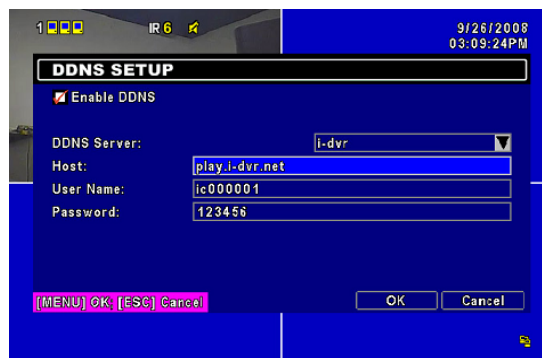 1 IR 6 9/26/2008
03:09:24PM
DDNS SETUP
Enable DDNS
DDNS Server: i-dvr
Host: play.i-dvr.net
User Name: ic000001
Password: 123456
[MENU] OK; [ESC] Cancel OK Cancel